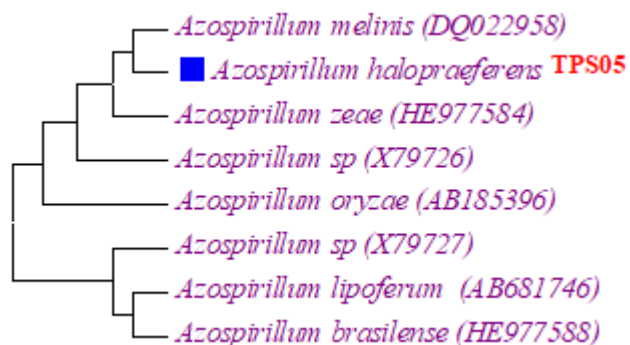 Azospirillum melinis (DQ022958)
Azospirillum halopraeferens TPS05
Azospirillum zeae (HE977584)
Azospirillum sp (X79726)
Azospirillum oryzae (AB185396)
Azospirillum sp (X79727)
Azospirillum lipoferum (AB681746)
Azospirillum brasilense (HE977588)